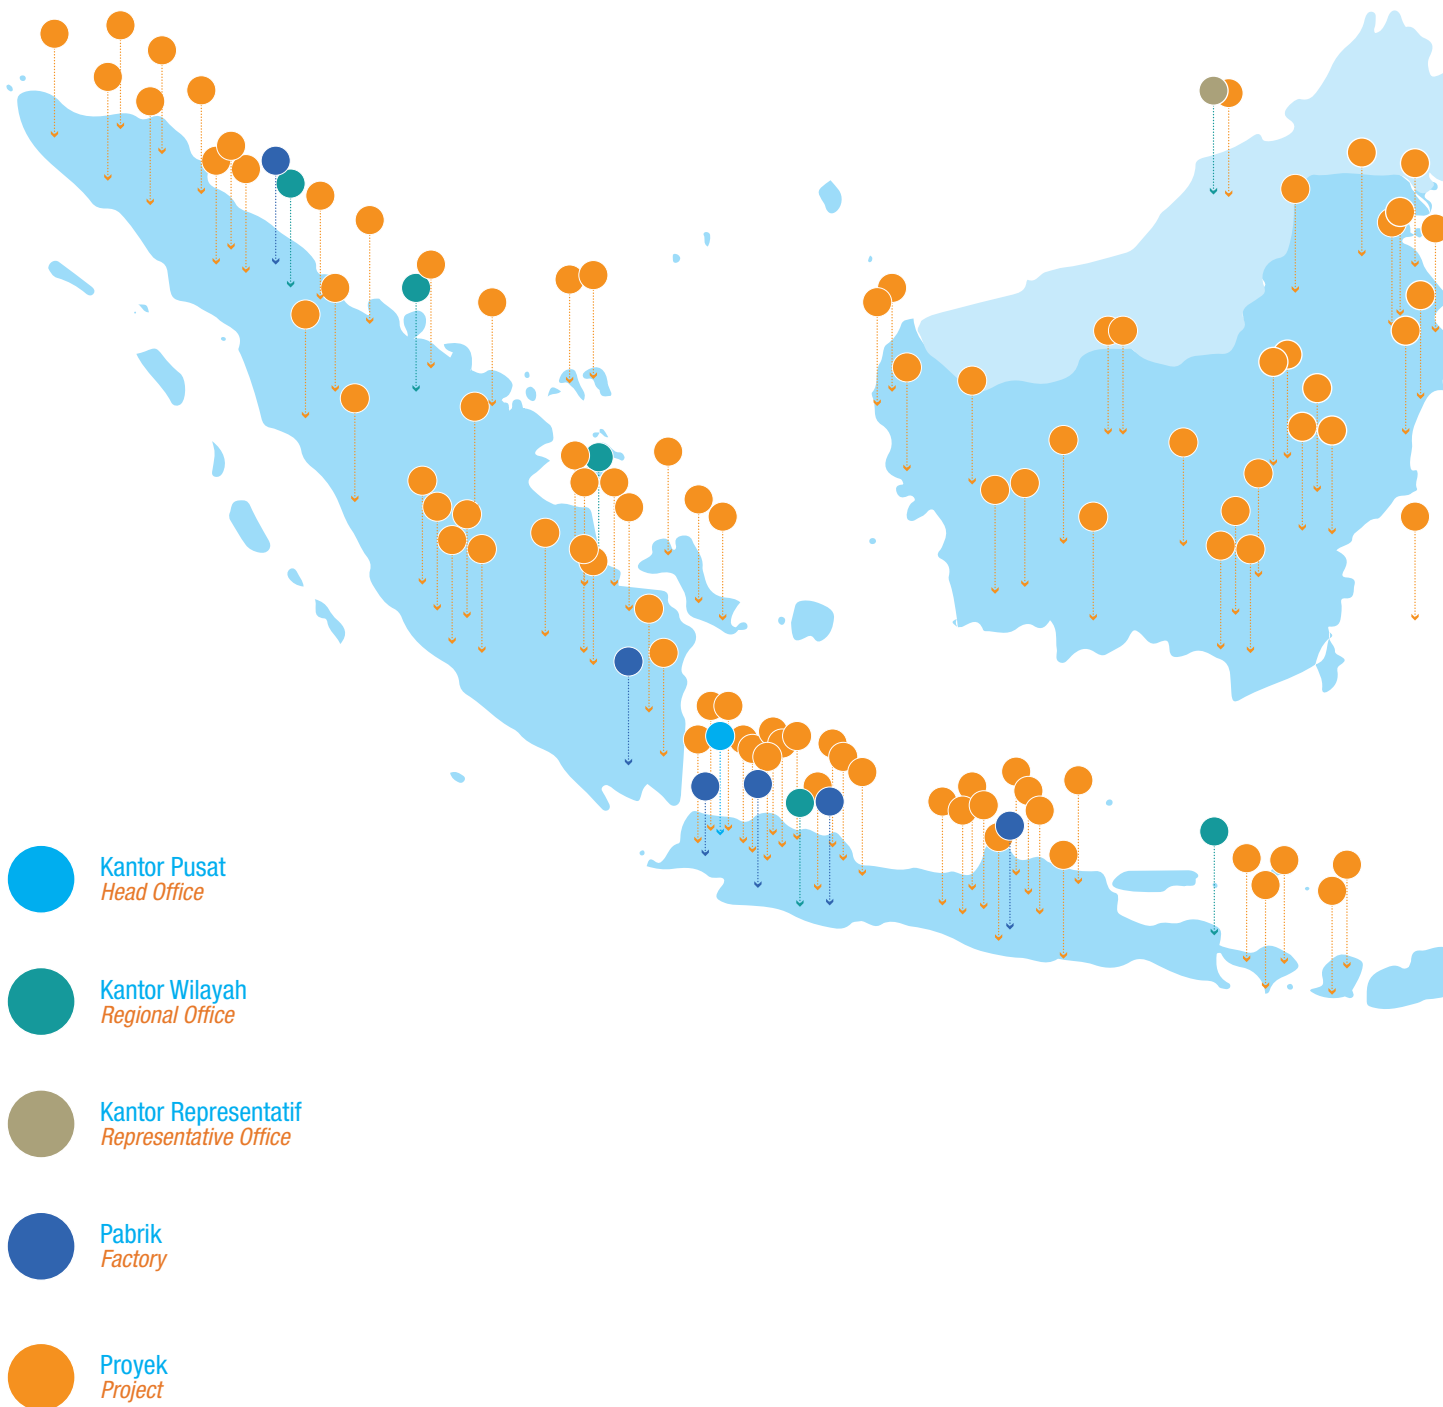 Kantor Pusat
Head Office
Kantor Wilayah
Regional Office
Kantor Representatif
Representative Office
Pabrik
Factory
Proyek
Project